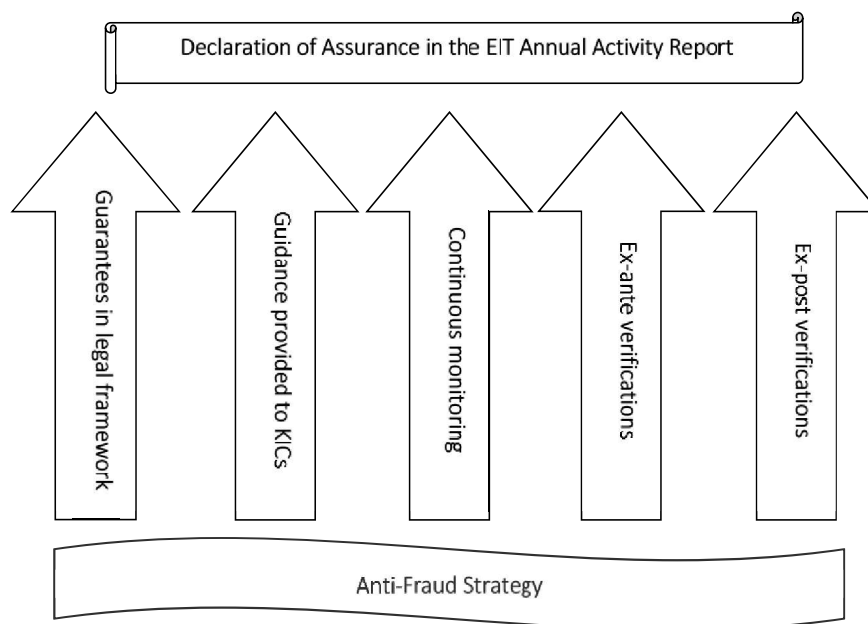 Declaration of Assurance in the EIT Annual Activity Report
Guarantees in legal framework
Guidance provided to KICs
Continuous monitoring
Ex-ante verifications
Ex-post verifications
Anti-Fraud Strategy